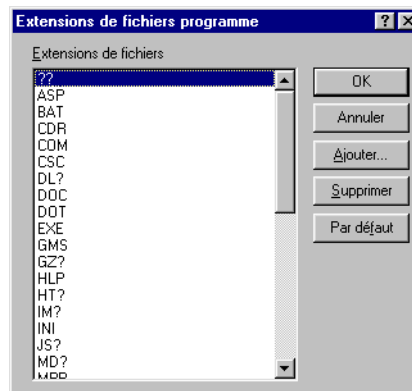 Extensions de fichiers programme
Extensions de fichiers
??
ASP
BAT
CDR
COM
CSC
DL?
DOC
DOT
EXE
GMS
GZ?
HLP
HT?
IM?
INI
JS?
MD?
MPP
OK
Annuler
Ajouter...
Supprimer
Par défaut